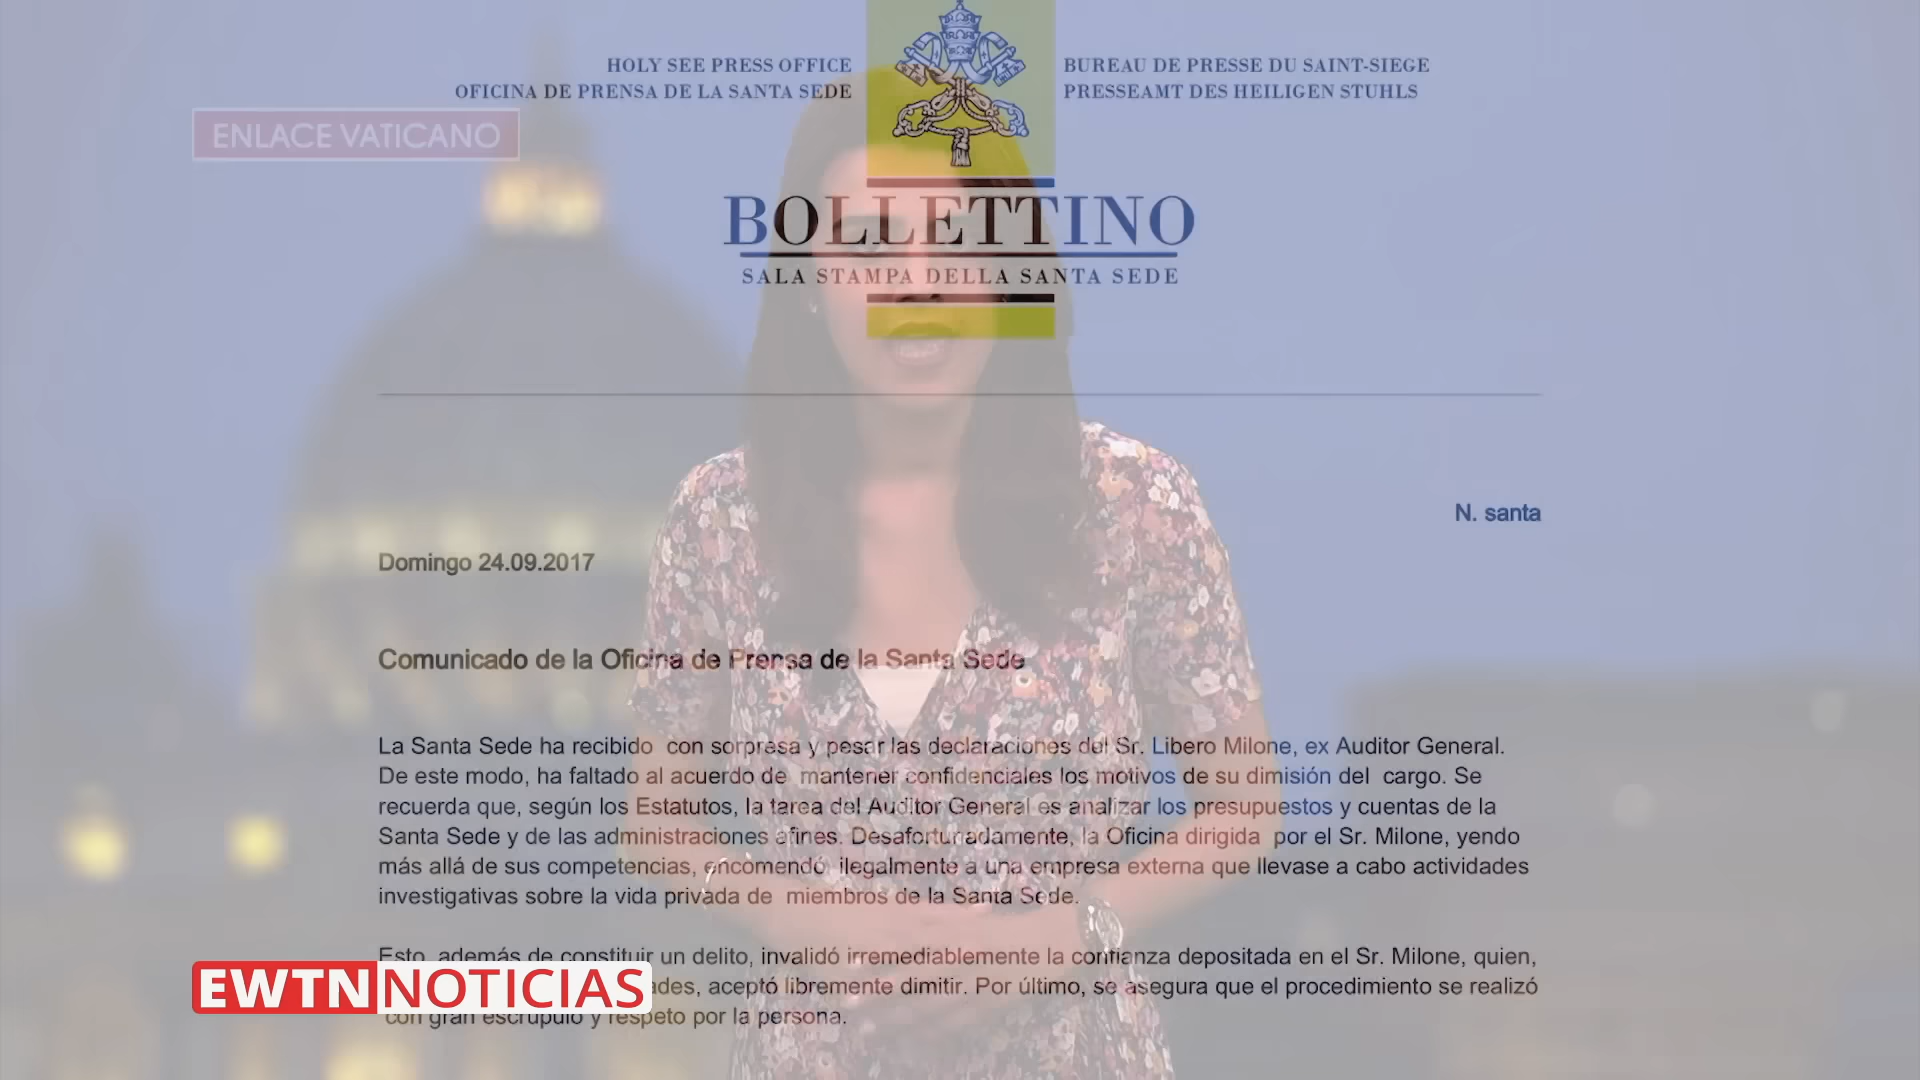 HOLY SEE PRESS OFFICE
OFICINA DE PRENSA DE LA SANTA SEDE
BUREAU DE PRESSE DU SAINT-SIEGE
PRESSEAMT DES HEILIGEN STUHLS
ENLACE VATICANO
BOLLETTINO
SALA STAMPA DELLA SANTA SEDE
N. santa
Domingo 24.09.2017
Comunicado de la Oficina de Prensa de la Santa Sede
La Santa Sede ha recibido con sorpresa y pesar las declaraciones del Sr. Libero Milone, ex Auditor General.
De este modo, ha faltado al acuerdo de mantener confidenciales los motivos de su dimisión del cargo. Se
recuerda que, según los Estatutos, la tarea del Auditor General es analizar los presupuestos y cuentas de la
Santa Sede y de las administraciones afines. Desafortunadamente, la Oficina dirigida por el Sr. Milone, yendo
más allá de sus competencias, encomendó ilegalmente a una empresa externa que llevase a cabo actividades
investigativas sobre la vida privada de miembros de la Santa Sede.
Esto, además de constituir un delito, invalidó irremediablemente la confianza depositada en el Sr. Milone, quien,
ades, aceptó libremente dimitir. Por último, se asegura que el procedimiento se realizó
con gran escrúpulo y respeto por la persona.
EWTN NOTICIAS